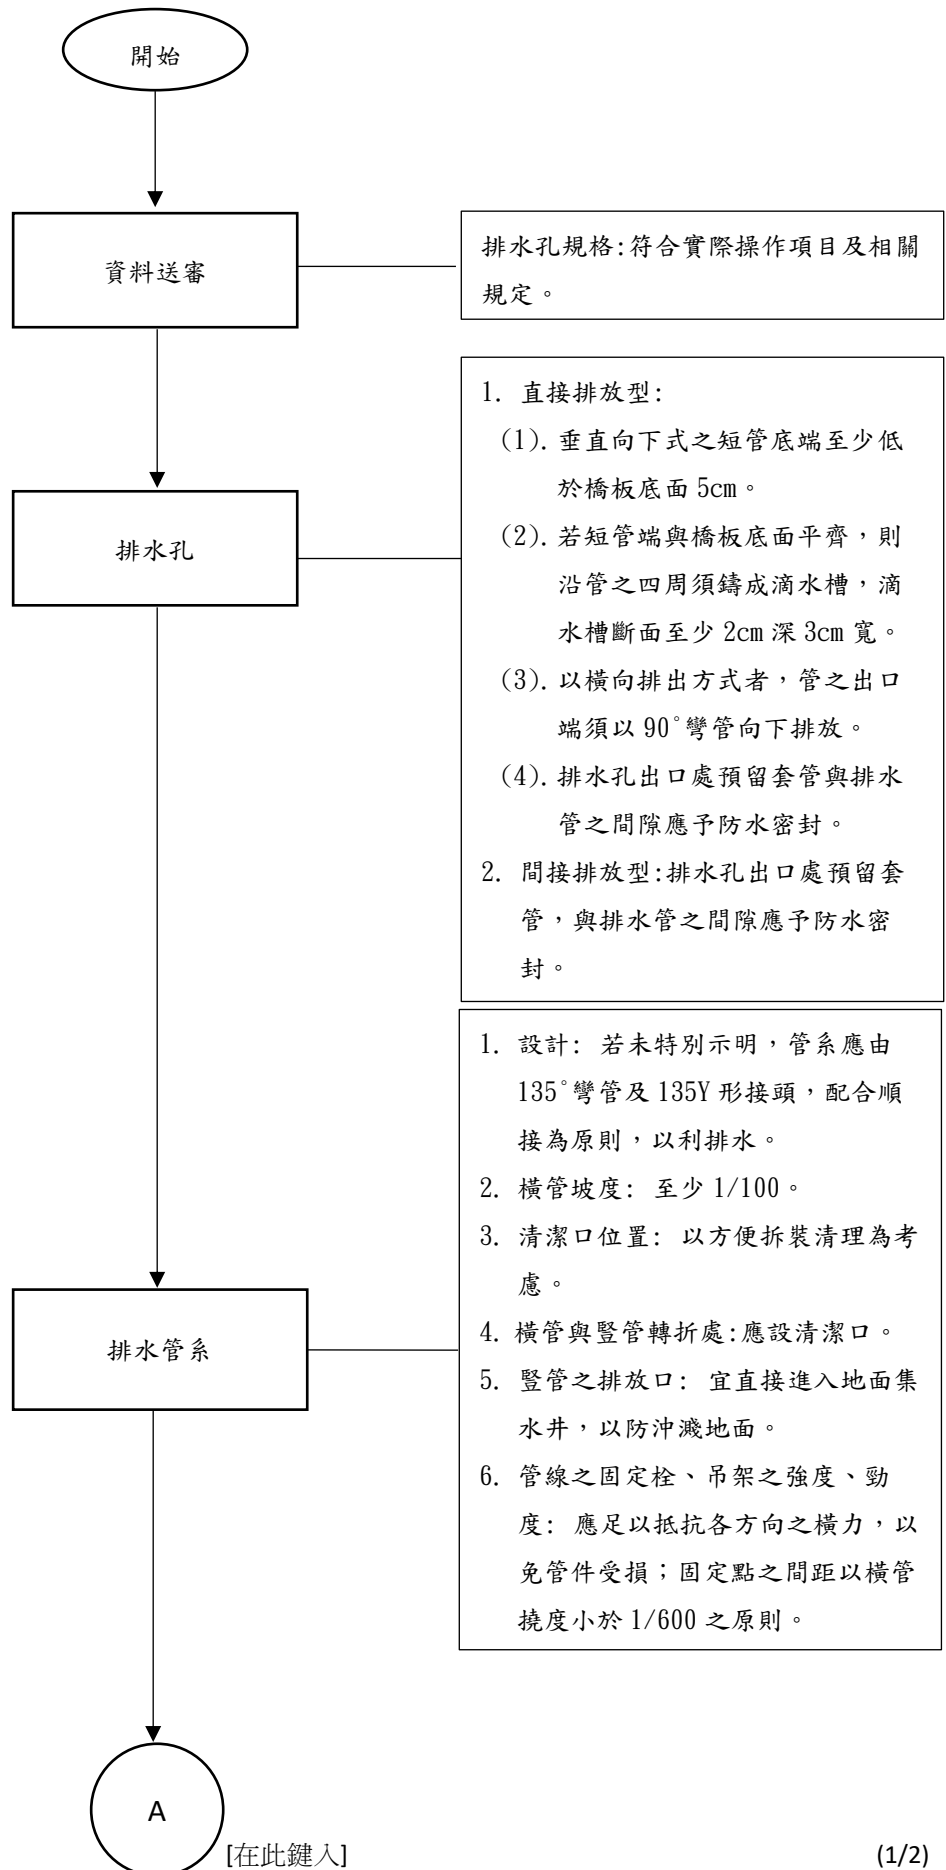 開始
資料送審
排水孔規格:符合實際操作項目及相關
規定。
排水孔
1. 直接排放型:
(1). 垂直向下式之短管底端至少低
於橋板底面 5cm。
(2). 若短管端與橋板底面平齊，則
沿管之四周須鑄成滴水槽，滴
水槽斷面至少 2cm 深 3cm 寬。
(3). 以橫向排出方式者，管之出口
端須以 90°彎管向下排放。
(4). 排水孔出口處預留套管與排水
管之間隙應予防水密封。
2. 間接排放型:排水孔出口處預留套
管，與排水管之間隙應予防水密
封。
排水管系
1. 設計: 若未特別示明，管系應由
135°彎管及 135Y 形接頭，配合順
接為原則，以利排水。
2. 橫管坡度: 至少 1/100。
3. 清潔口位置: 以方便拆裝清理為考
慮。
4. 橫管與豎管轉折處:應設清潔口。
5. 豎管之排放口: 宜直接進入地面集
水井，以防沖濺地面。
6. 管線之固定栓、吊架之強度、勁
度: 應足以抵抗各方向之橫力，以
免管件受損；固定點之間距以橫管
撓度小於 1/600 之原則。
A
[在此鍵入]
(1/2)